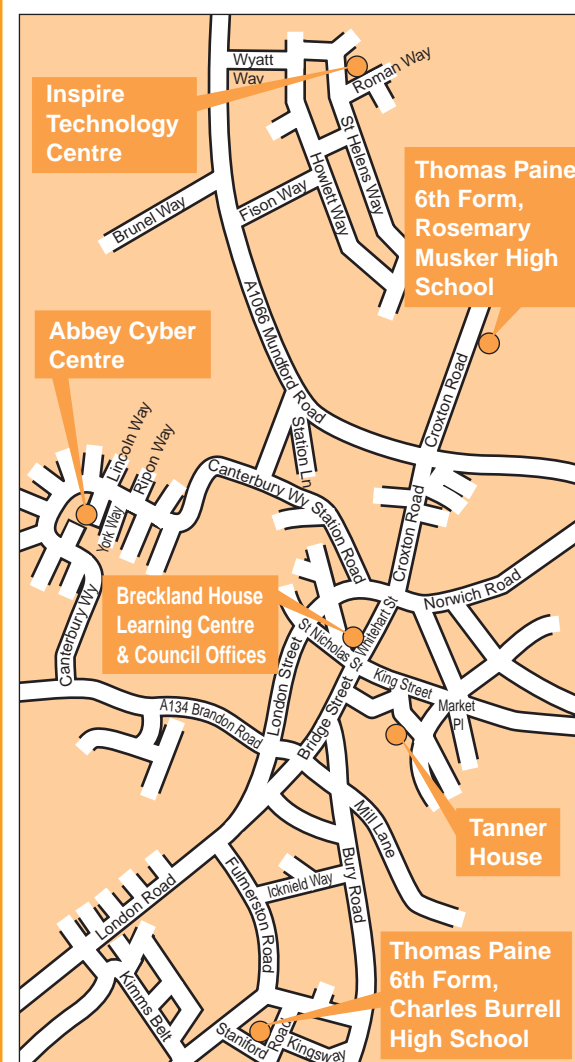 Wyatt
Way
Roman Way
Inspire
Technology
Centre
St Helens Way
Howlett Way
Thomas Paine
6th Form,
Rosemary
Musker High
School
Brunel Way
Fison Way
A1066 Mundford Road
Abbey Cyber
Centre
Croxton Road
Lincoln Way
Ripon Way
Station Ln
York Way
Canterbury Wy
Station Road
Croxton Road
Canterbury Wy
Breckland House
Learning Centre
& Council Offices
Norwich Road
Whitehart St
St Nicholas St
King Street
London Street
Bridge Street
Market
Pl
A134 Brandon Road
Mill Lane
Tanner
House
Bury Road
Icknield Way
Fulmerston Road
London Road
Kimms Belt
Thomas Paine
6th Form,
Charles Burrell
High School
Staniford
Road
Kingsway